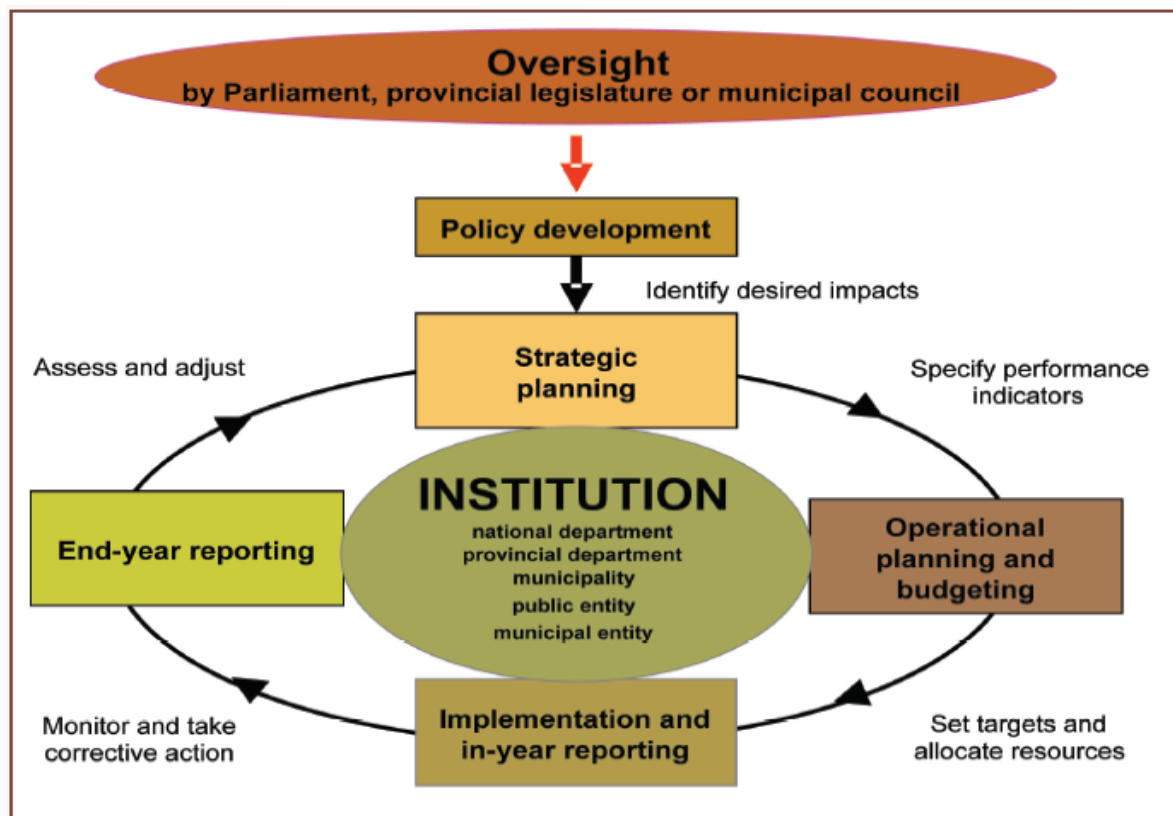 Oversight
by Parliament, provincial legislature or municipal council
Policy development
Identify desired impacts
Strategic
planning
Assess and adjust
Specify performance
indicators
INSTITUTION
national department
provincial department
municipality
public entity
municipal entity
End-year reporting
Operational
planning and
budgeting
Implementation and
in-year reporting
Monitor and take
corrective action
Set targets and
allocate resources